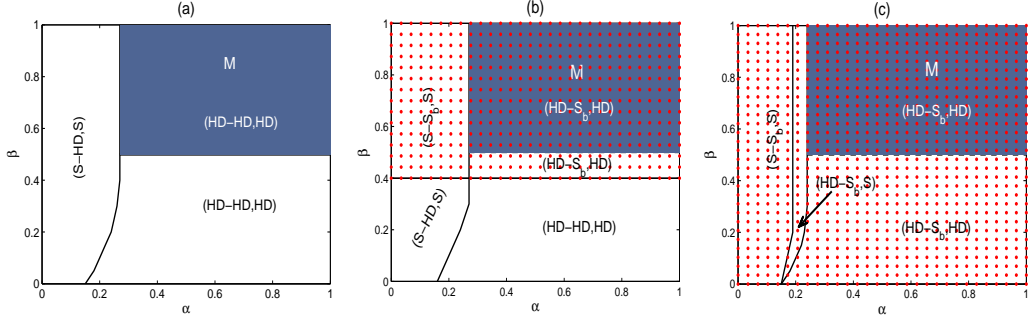 (a)
1
0.8
0.6
0.4
0.2
0
β
(S−HD,S)
M
(HD−HD,HD)
(HD−HD,HD)
0 0.2 0.4 0.6 0.8 1
α
(b)
1
0.8
0.6
0.4
0.2
0
β
(S−S_b,S)
M
(HD−S_b,HD)
(HD−S_b,HD)
(S−HD,S)
(HD−HD,HD)
0 0.2 0.4 0.6 0.8 1
α
(c)
1
0.8
0.6
0.4
0.2
0
β
(S−S_b,S)
M
(HD−S_b,HD)
(HD−S_b,S)
(HD−S_b,HD)
0 0.2 0.4 0.6 0.8 1
α